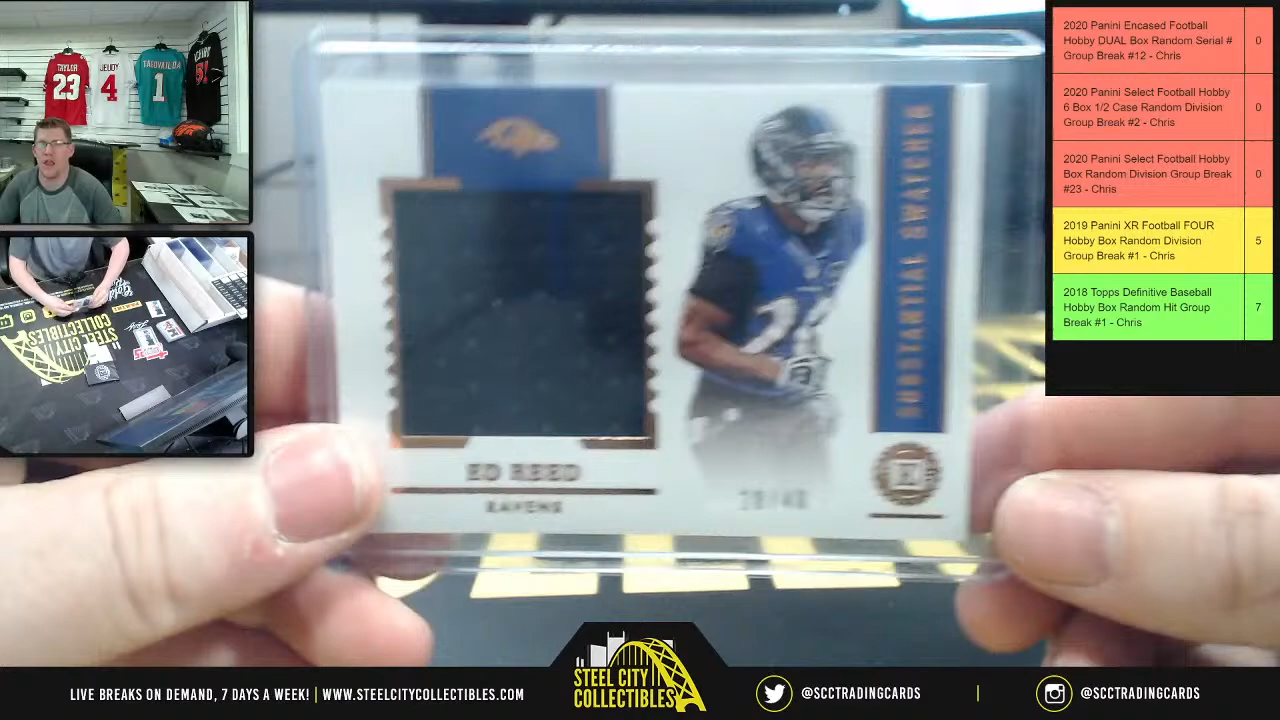 TAYLOR
23
JEUDY
4
TAGOVAILOA
1
STEEL CITY
COLLECTIBLES
SUBSTANTIAL SWATCHES
ED REED
RAVENS
E
2020 Panini Encased Football
Hobby DUAL Box Random Serial # 0
Group Break #12 - Chris
2020 Panini Select Football Hobby
6 Box 1/2 Case Random Division 0
Group Break #2 - Chris
2020 Panini Select Football Hobby
Box Random Division Group Break 0
#23 - Chris
2019 Panini XR Football FOUR
Hobby Box Random Division 5
Group Break #1 - Chris
2018 Topps Definitive Baseball
Hobby Box Random Hit Group 7
Break #1 - Chris
LIVE BREAKS ON DEMAND, 7 DAYS A WEEK! | WWW.STEELCITYCOLLECTIBLES.COM
STEEL CITY
COLLECTIBLES
@SCCTRADINGCARDS | @SCCTRADINGCARDS